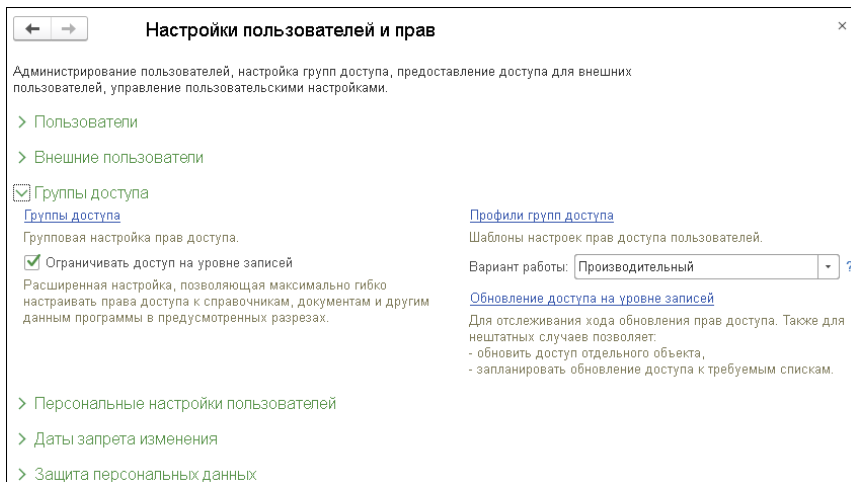 Настройки пользователей и прав
Администрирование пользователей, настройка групп доступа, предоставление доступа для внешних
пользователей, управление пользовательскими настройками.
Пользователи
Внешние пользователи
Группы доступа
Группы доступа
Групповая настройка прав доступа.
Ограничивать доступ на уровне записей
Расширенная настройка, позволяющая максимально гибко
настраивать права доступа к справочникам, документам и другим
данным программы в предусмотренных разрезах.
Профили групп доступа
Шаблоны настроек прав доступа пользователей.
Вариант работы: Производительный ?
Обновление доступа на уровне записей
Для отслеживания хода обновления прав доступа. Также для
нештатных случаев позволяет:
- обновить доступ отдельного объекта,
- запланировать обновление доступа к требуемым спискам.
Персональные настройки пользователей
Даты запрета изменения
Защита персональных данных